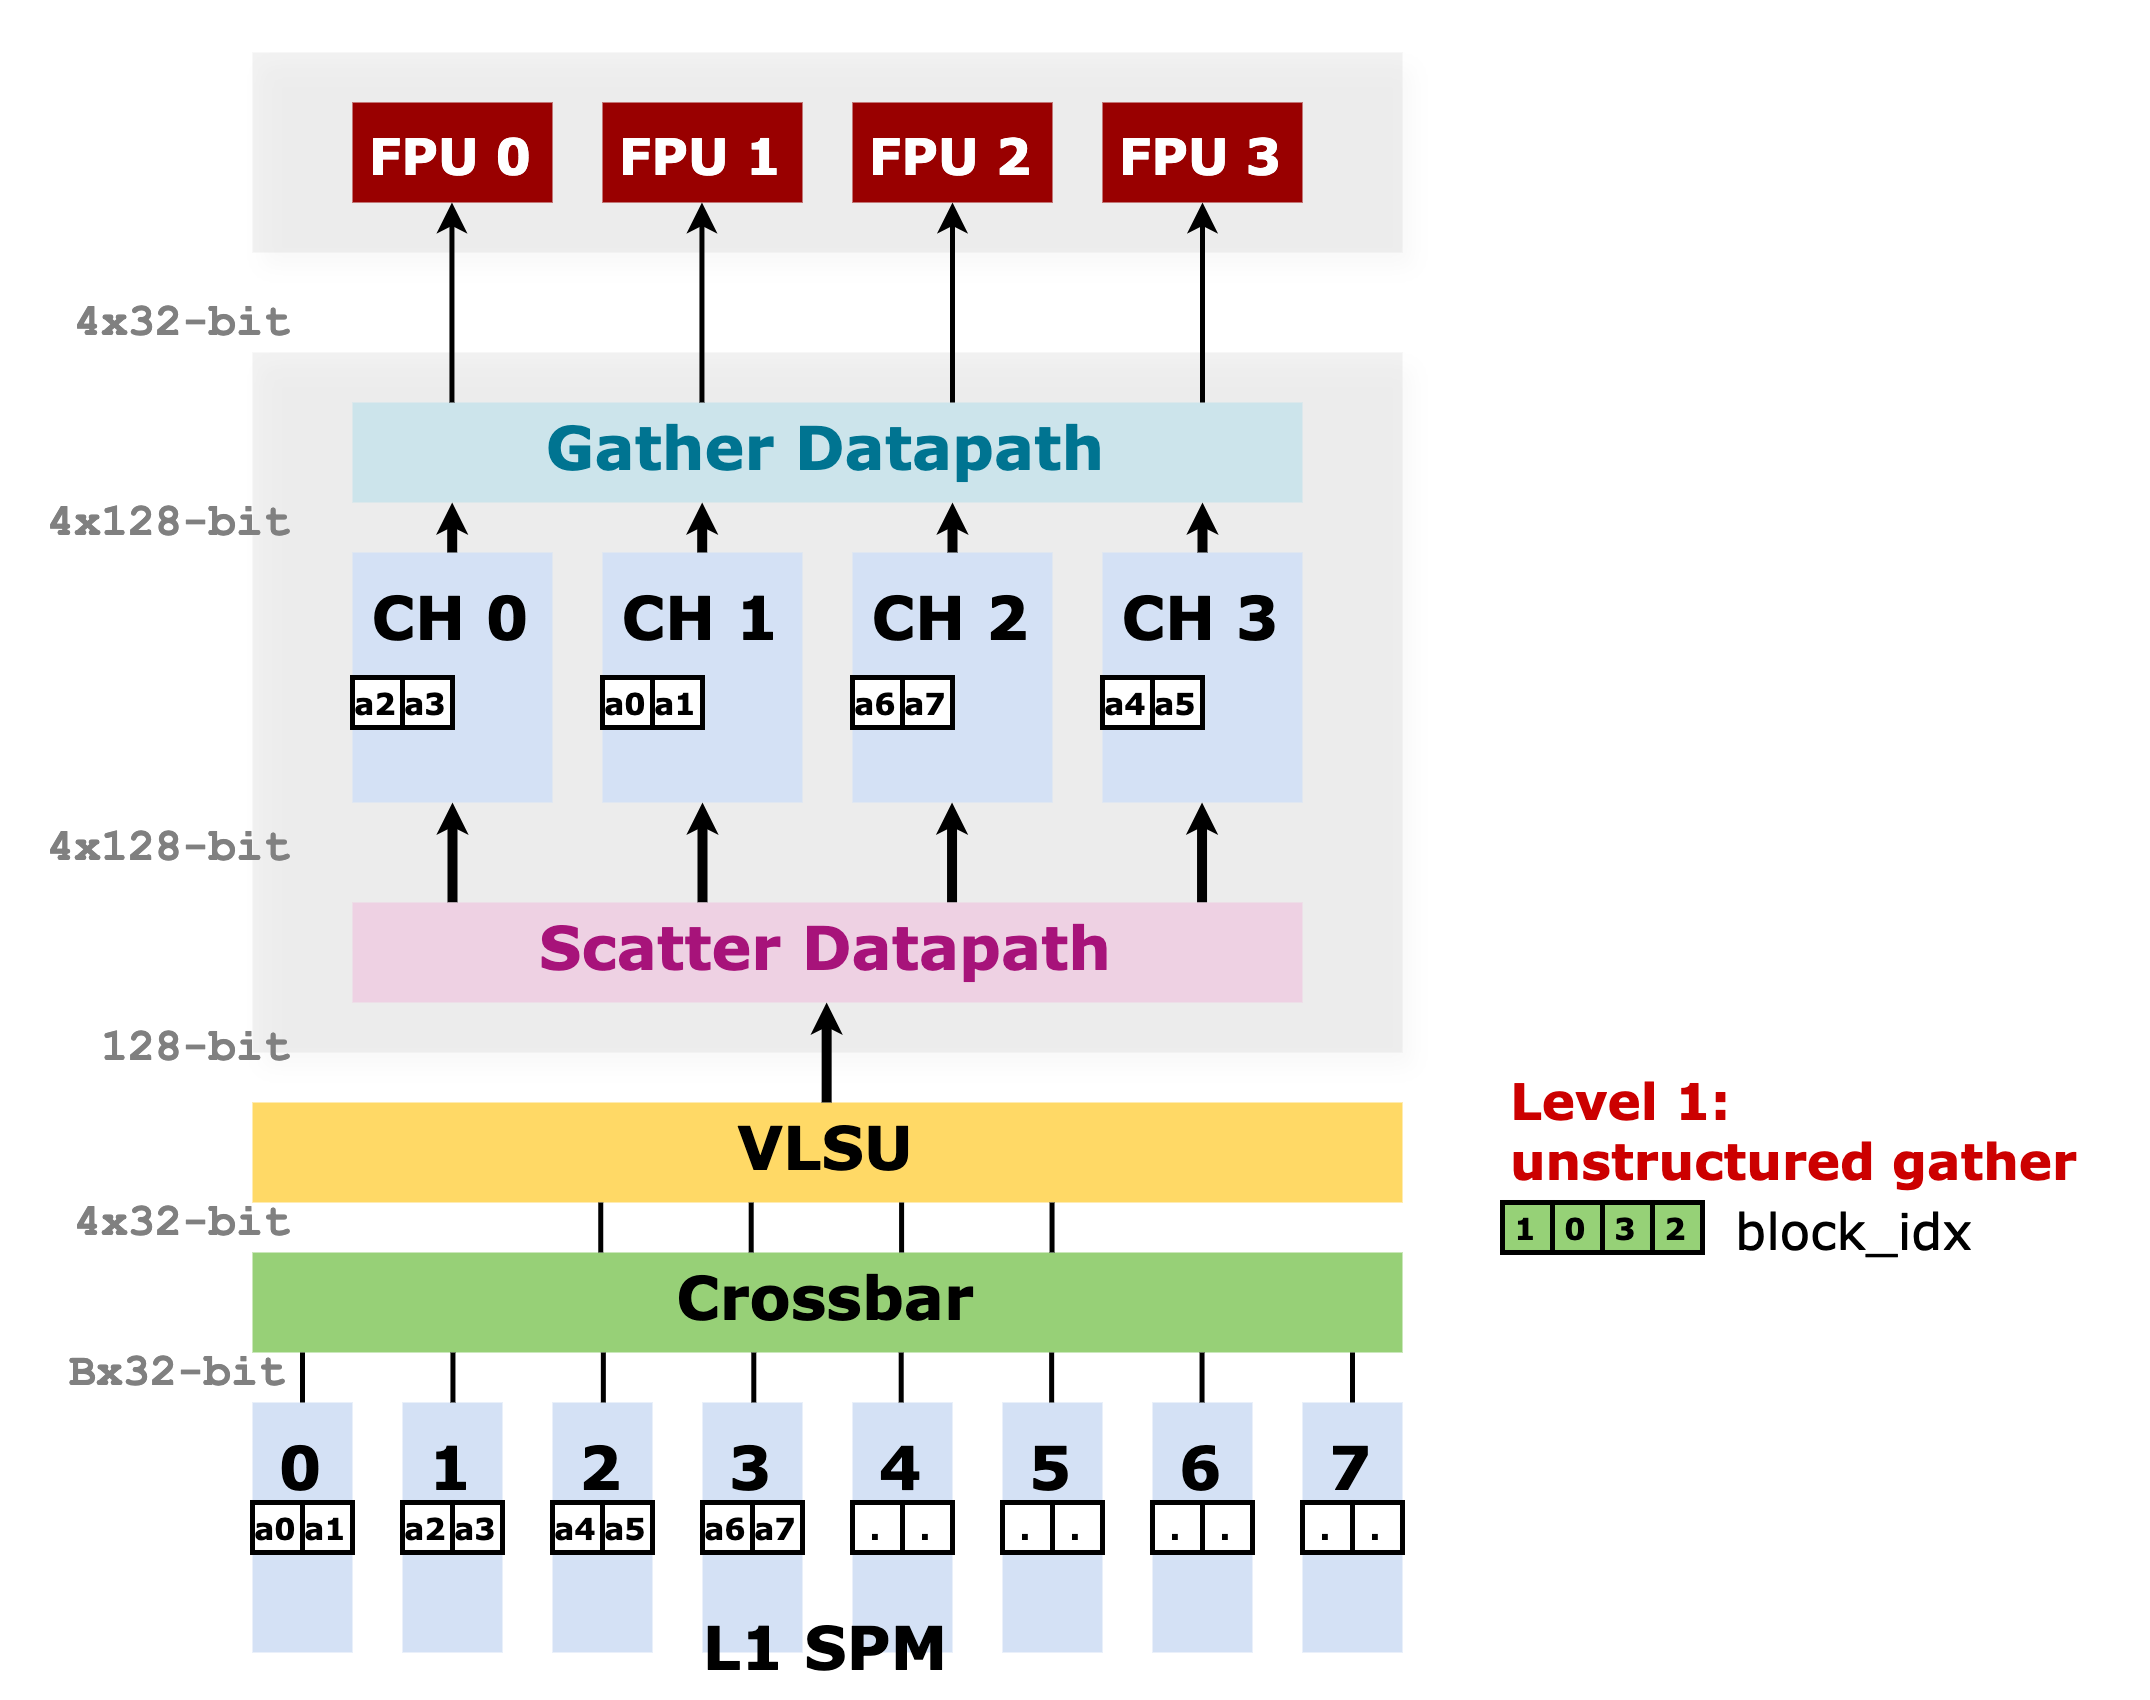 FPU 0 FPU 1 FPU 2 FPU 3
4x32-bit
Gather Datapath
4x128-bit
CH 0 CH 1 CH 2 CH 3
a2 a3 a0 a1 a6 a7 a4 a5
4x128-bit
Scatter Datapath
128-bit
Level 1:
unstructured gather
1 0 3 2 block_idx
VLSU
4x32-bit
Crossbar
Bx32-bit
0 1 2 3 4 5 6 7
a0 a1 a2 a3 a4 a5 a6 a7 . . . . . . . .
L1 SPM